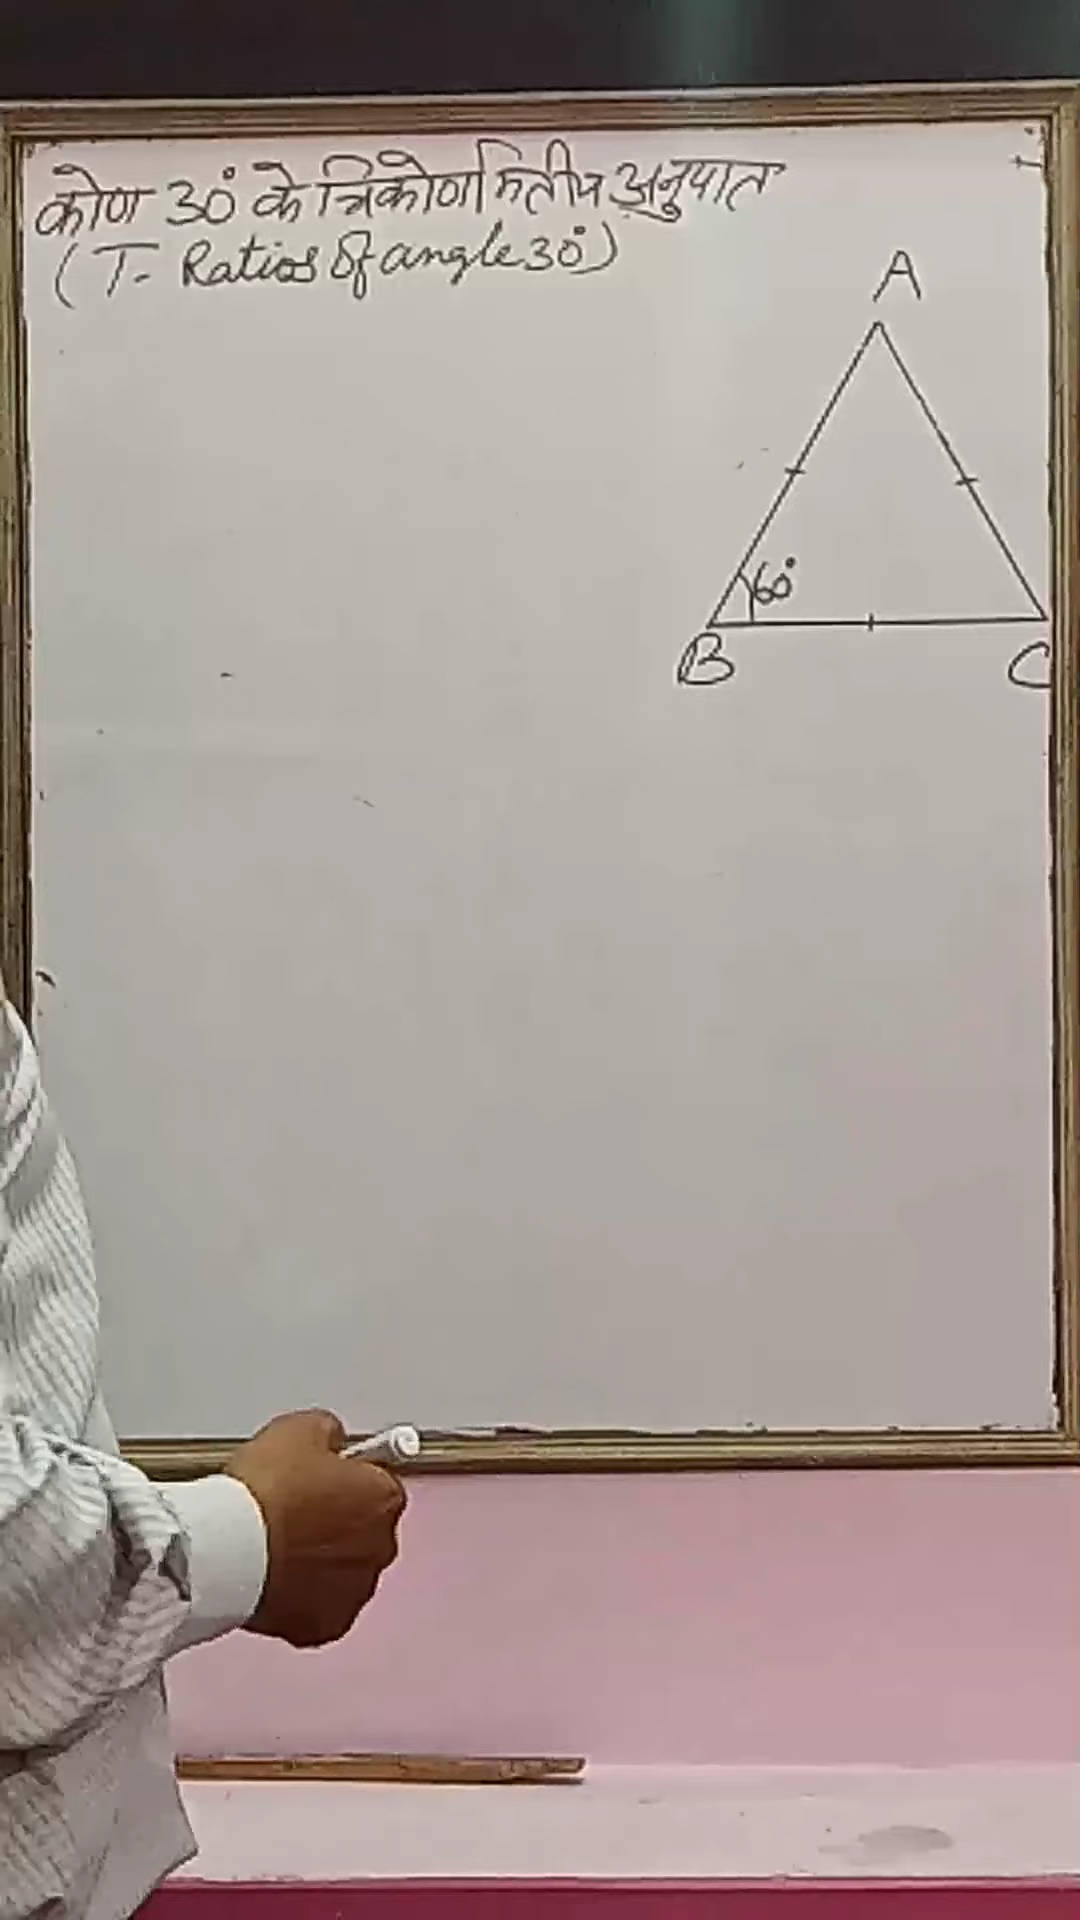 कोण 30° के त्रिकोणमितीय अनुपात
(T- Ratios Of angle 30°)
A
60°
B
C